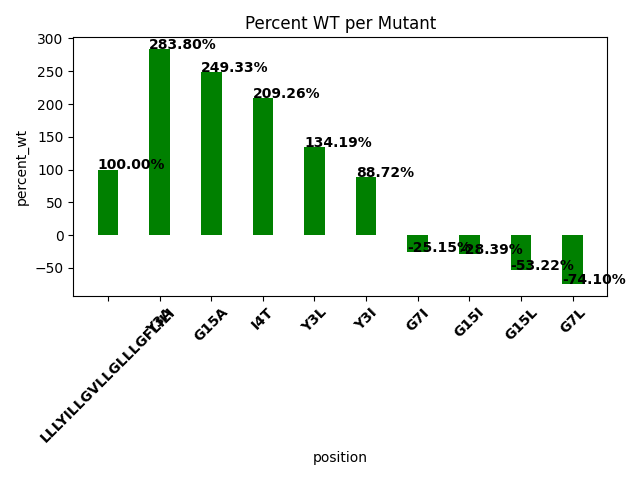 Percent WT per Mutant
percent_wt
300
250
200
150
100
50
0
−50
100.00%
283.80%
249.33%
209.26%
134.19%
88.72%
-25.15%
-28.39%
-53.22%
-74.10%
Y3A
G15A
I4T
Y3L
Y3I
G7I
G15I
G15L
G7L
position